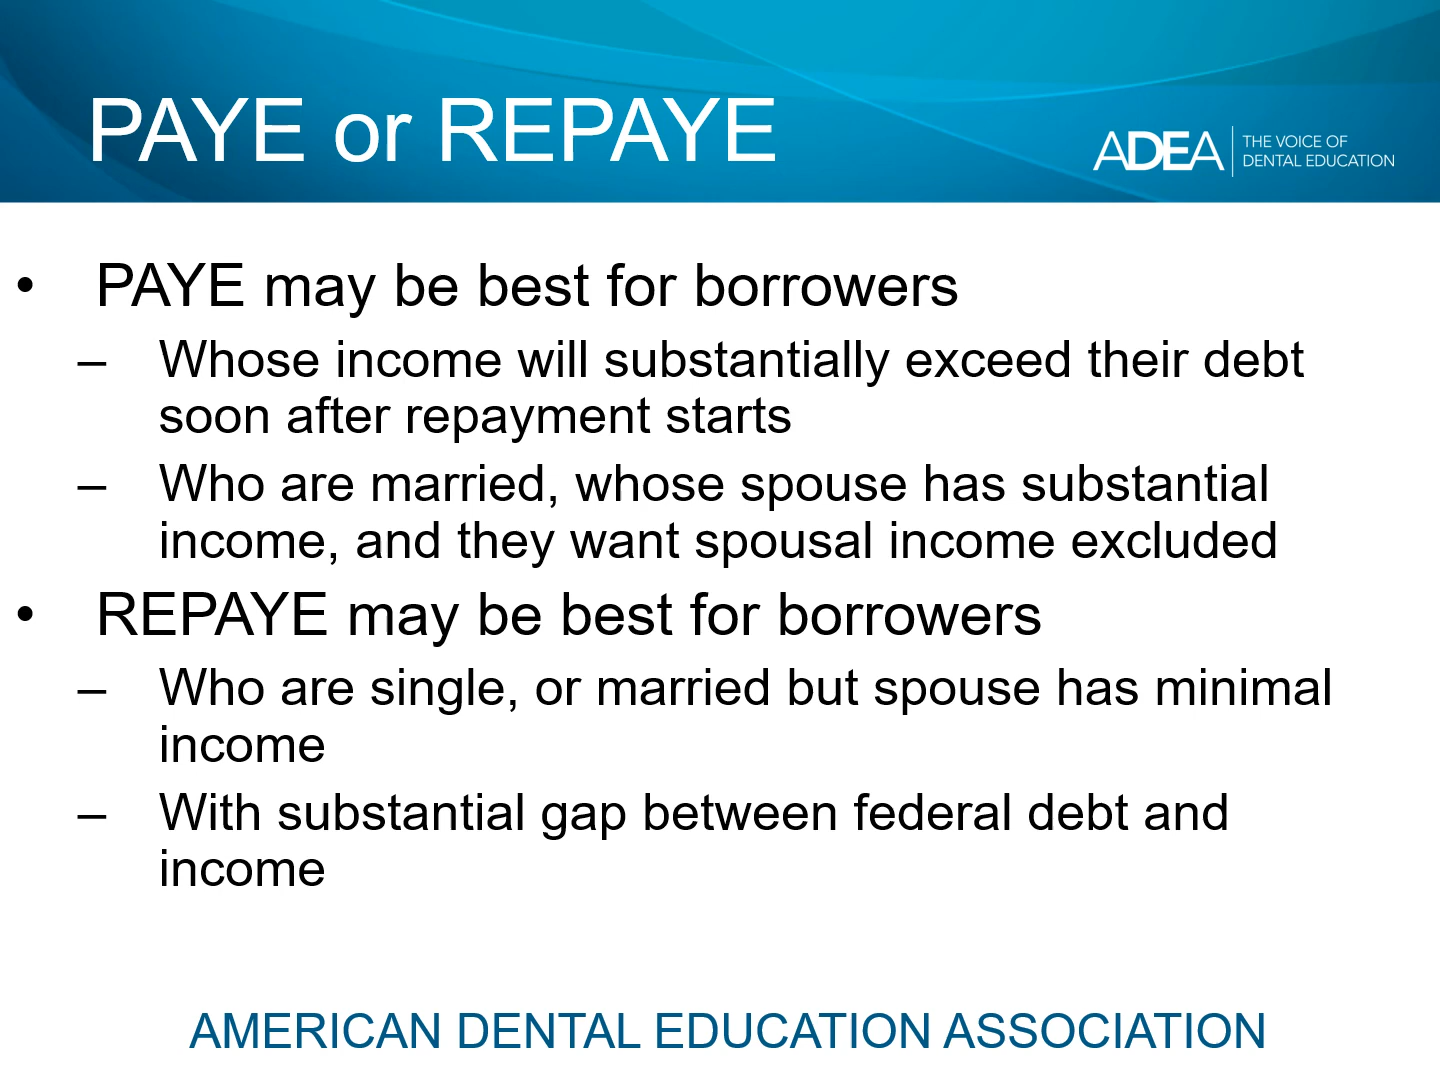 PAYE or REPAYE
ADEA
THE VOICE OF
DENTAL EDUCATION
• PAYE may be best for borrowers
– Whose income will substantially exceed their debt
soon after repayment starts
– Who are married, whose spouse has substantial
income, and they want spousal income excluded
• REPAYE may be best for borrowers
– Who are single, or married but spouse has minimal
income
– With substantial gap between federal debt and
income
AMERICAN DENTAL EDUCATION ASSOCIATION